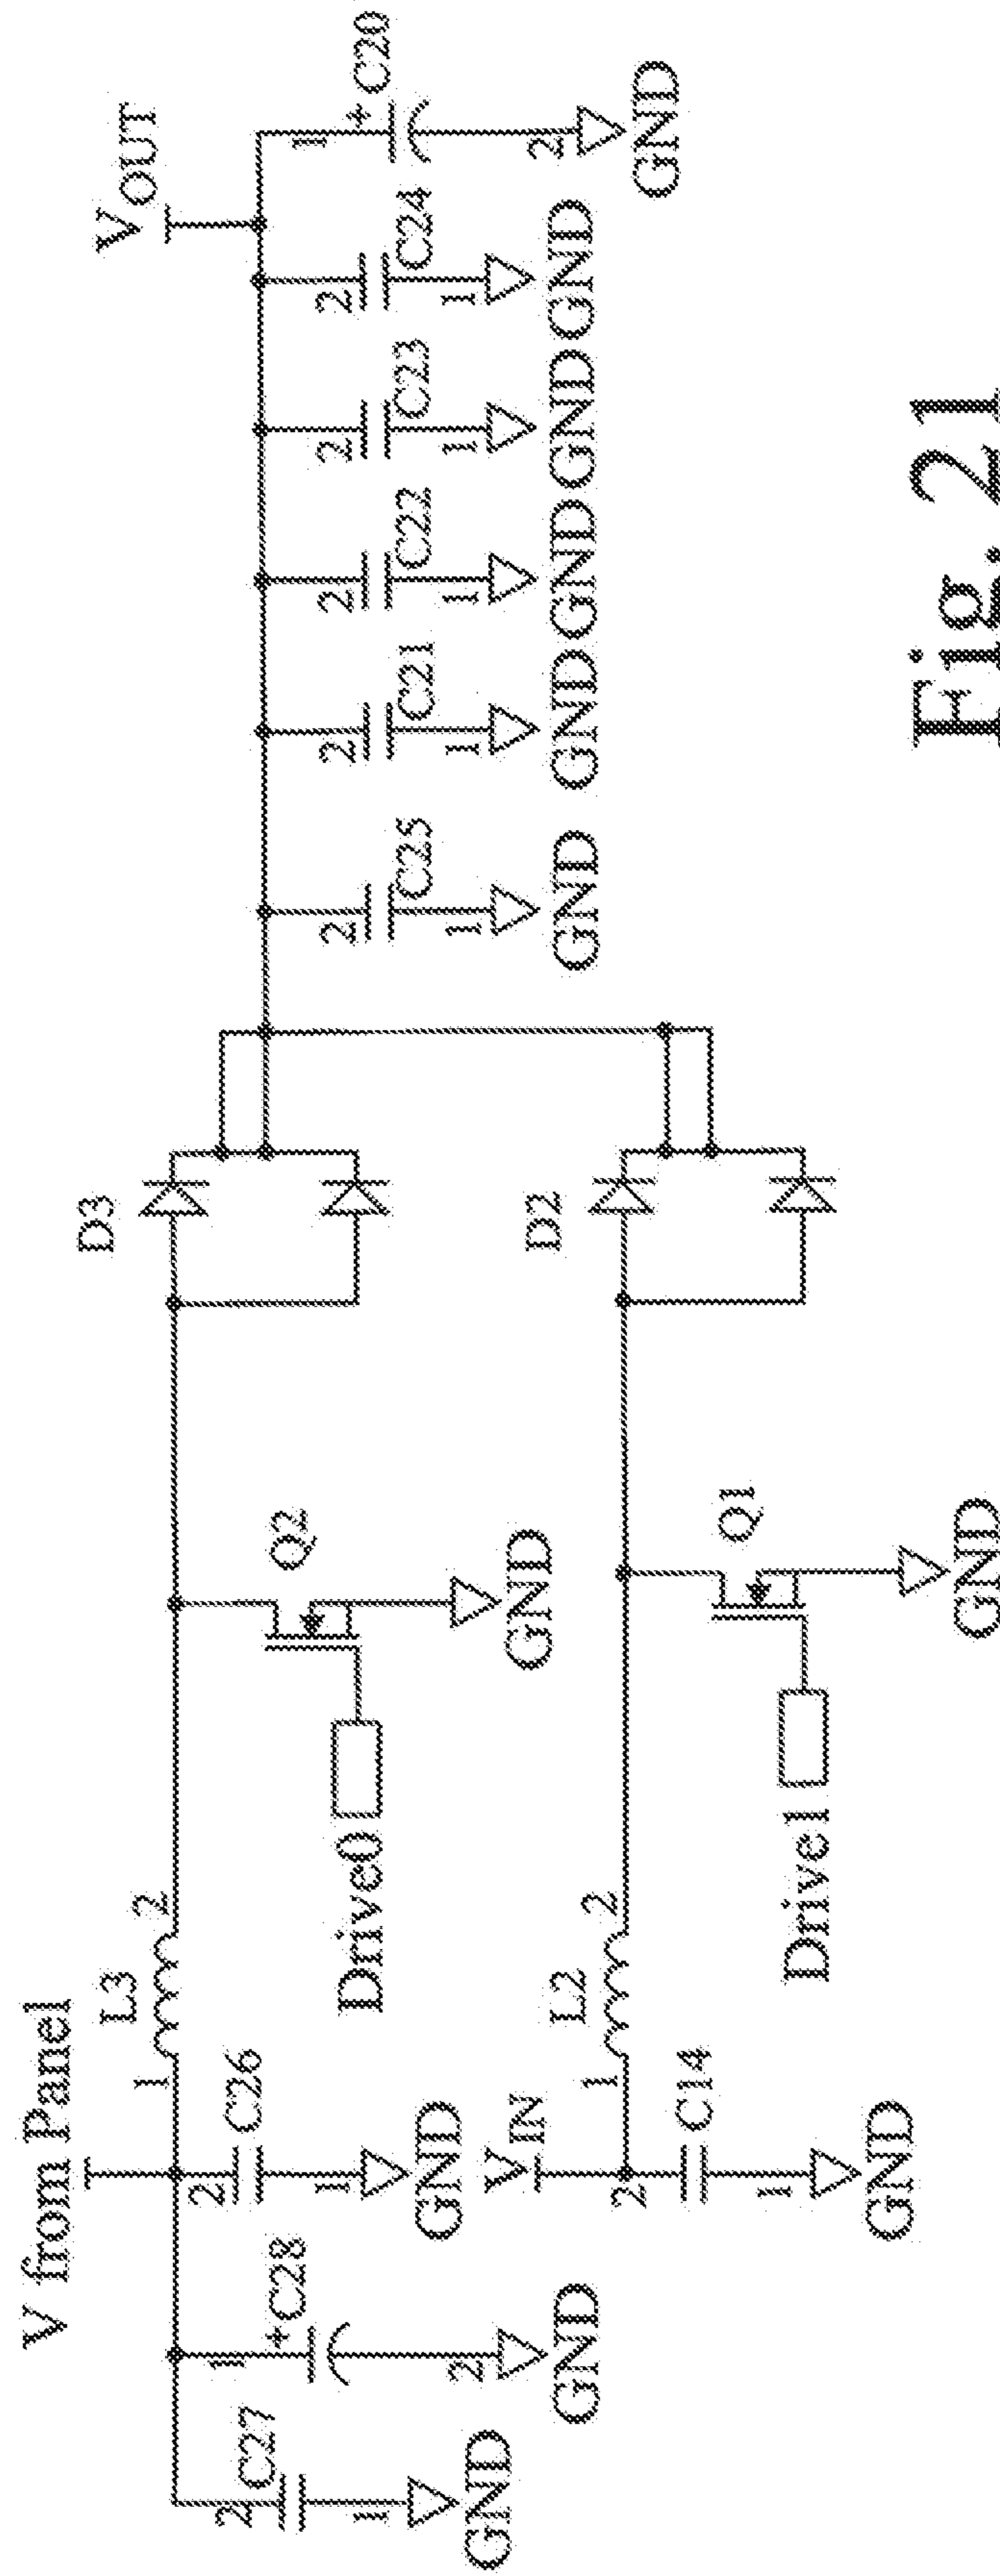 V from Panel
L3
1
2
D3
VOUT
C27
2
1
GND
1
+
C28
2
GND
2
C26
1
GND
Drive0
Q2
GND
2
C25
1
GND
2
C21
1
GND
2
C22
1
GND
2
C23
1
GND
2
C24
1
GND
1
+
C20
2
GND
VIN
L2
1
2
D2
2
C14
1
GND
Drive1
Q1
GND
Fig. 21